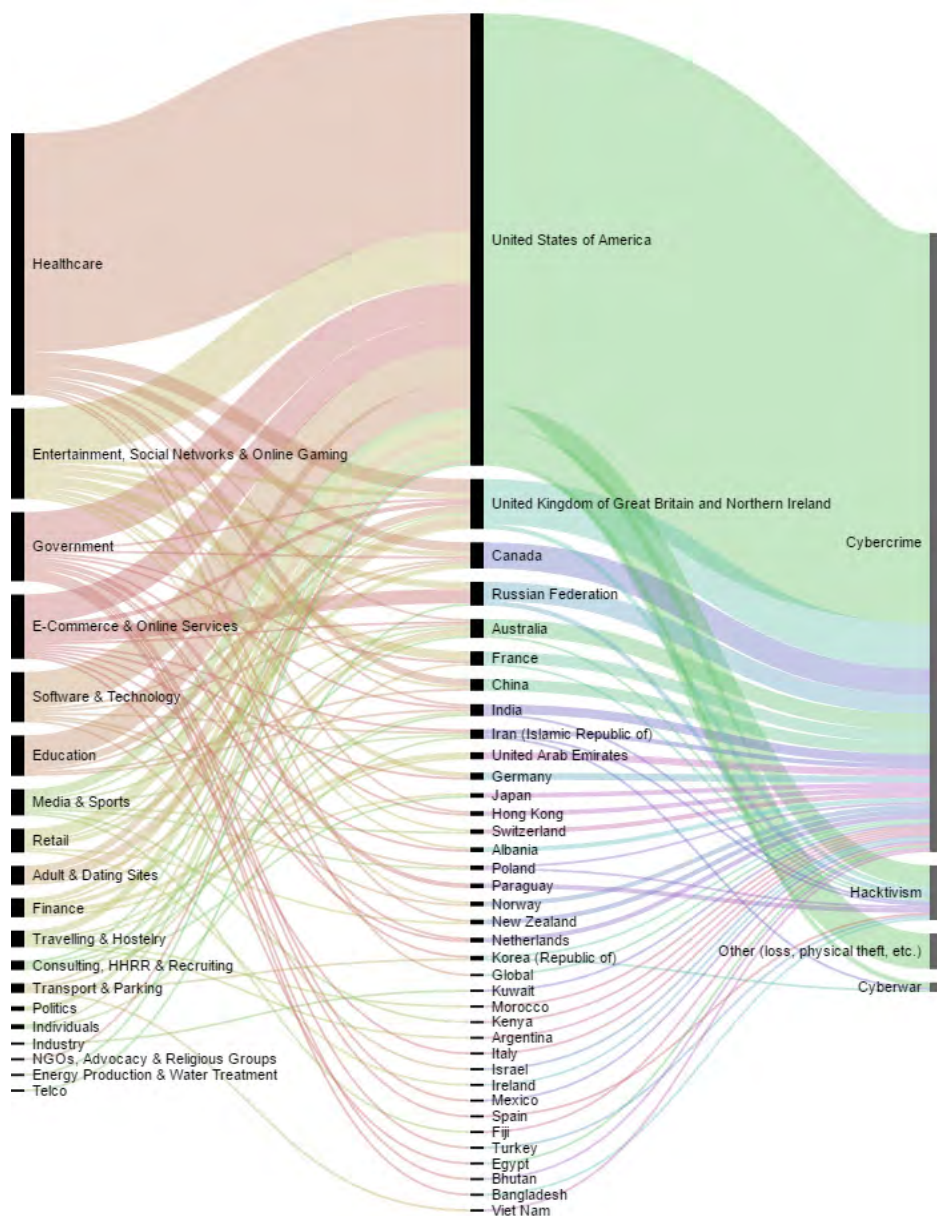 Healthcare
Entertainment, Social Networks & Online Gaming
Government
E-Commerce & Online Services
Software & Technology
Education
Media & Sports
Retail
Adult & Dating Sites
Finance
Travelling & Hostelry
Consulting, HHRR & Recruiting
Transport & Parking
Politics
Individuals
Industry
NGOs, Advocacy & Religious Groups
Energy Production & Water Treatment
Telco
United States of America
United Kingdom of Great Britain and Northern Ireland
Canada
Russian Federation
Australia
France
China
India
Iran (Islamic Republic of)
United Arab Emirates
Germany
Japan
Hong Kong
Switzerland
Albania
Poland
Paraguay
Norway
New Zealand
Netherlands
Korea (Republic of)
Global
Kuwait
Morocco
Kenya
Argentina
Italy
Israel
Ireland
Mexico
Spain
Fiji
Turkey
Egypt
Bhutan
Bangladesh
Viet Nam
Cybercrime
Hacktivism
Other (loss, physical theft, etc.)
Cyberwar